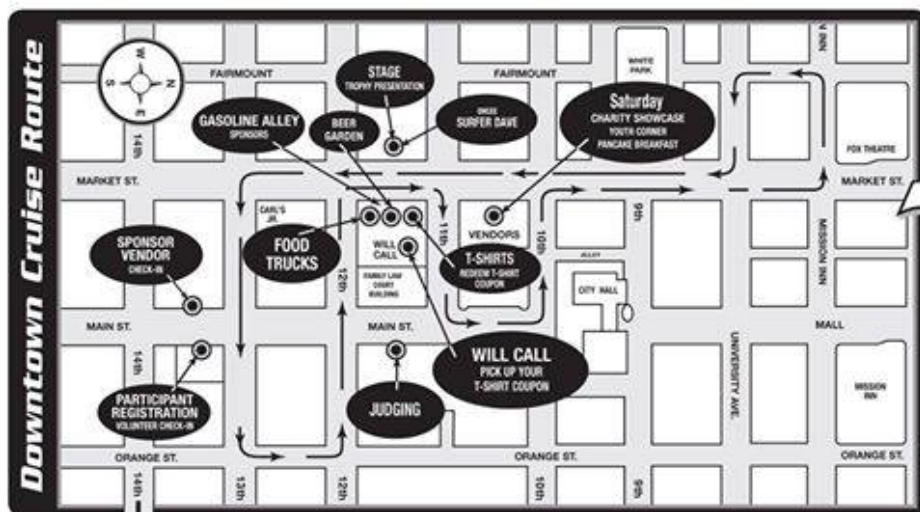 Downtown Cruise Route
W
S
N
E
FAIRMOUNT
FAIRMOUNT
WHITE
PARK
N INN
STAGE
TROPHY PRESENTATION
GASOLINE ALLEY
SPONSORS
BEER
GARDEN
EMCEE
SURFER DAVE
Saturday
CHARITY SHOWCASE
YOUTH CORNER
PANCAKE BREAKFAST
14th
FOX THEATRE
MARKET ST.
MARKET ST.
CARL'S
JR.
11th
10th
9th
MISSION INN
SPONSOR
VENDOR
CHECK-IN
FOOD
TRUCKS
WILL
CALL
VENDORS
T-SHIRTS
REDEEM T-SHIRT
COUPON
12th
FAMILY LAW
COURT
BUILDING
ALLEY
CITY HALL
MAIN ST.
MAIN ST.
MALL
14th
WILL CALL
PICK UP YOUR
T-SHIRT COUPON
UNIVERSITY AVE.
MISSION
INN
PARTICIPANT
REGISTRATION
VOLUNTEER CHECK-IN
JUDGING
ORANGE ST.
ORANGE ST.
ORANGE ST.
14th
13th
12th
10th
9th